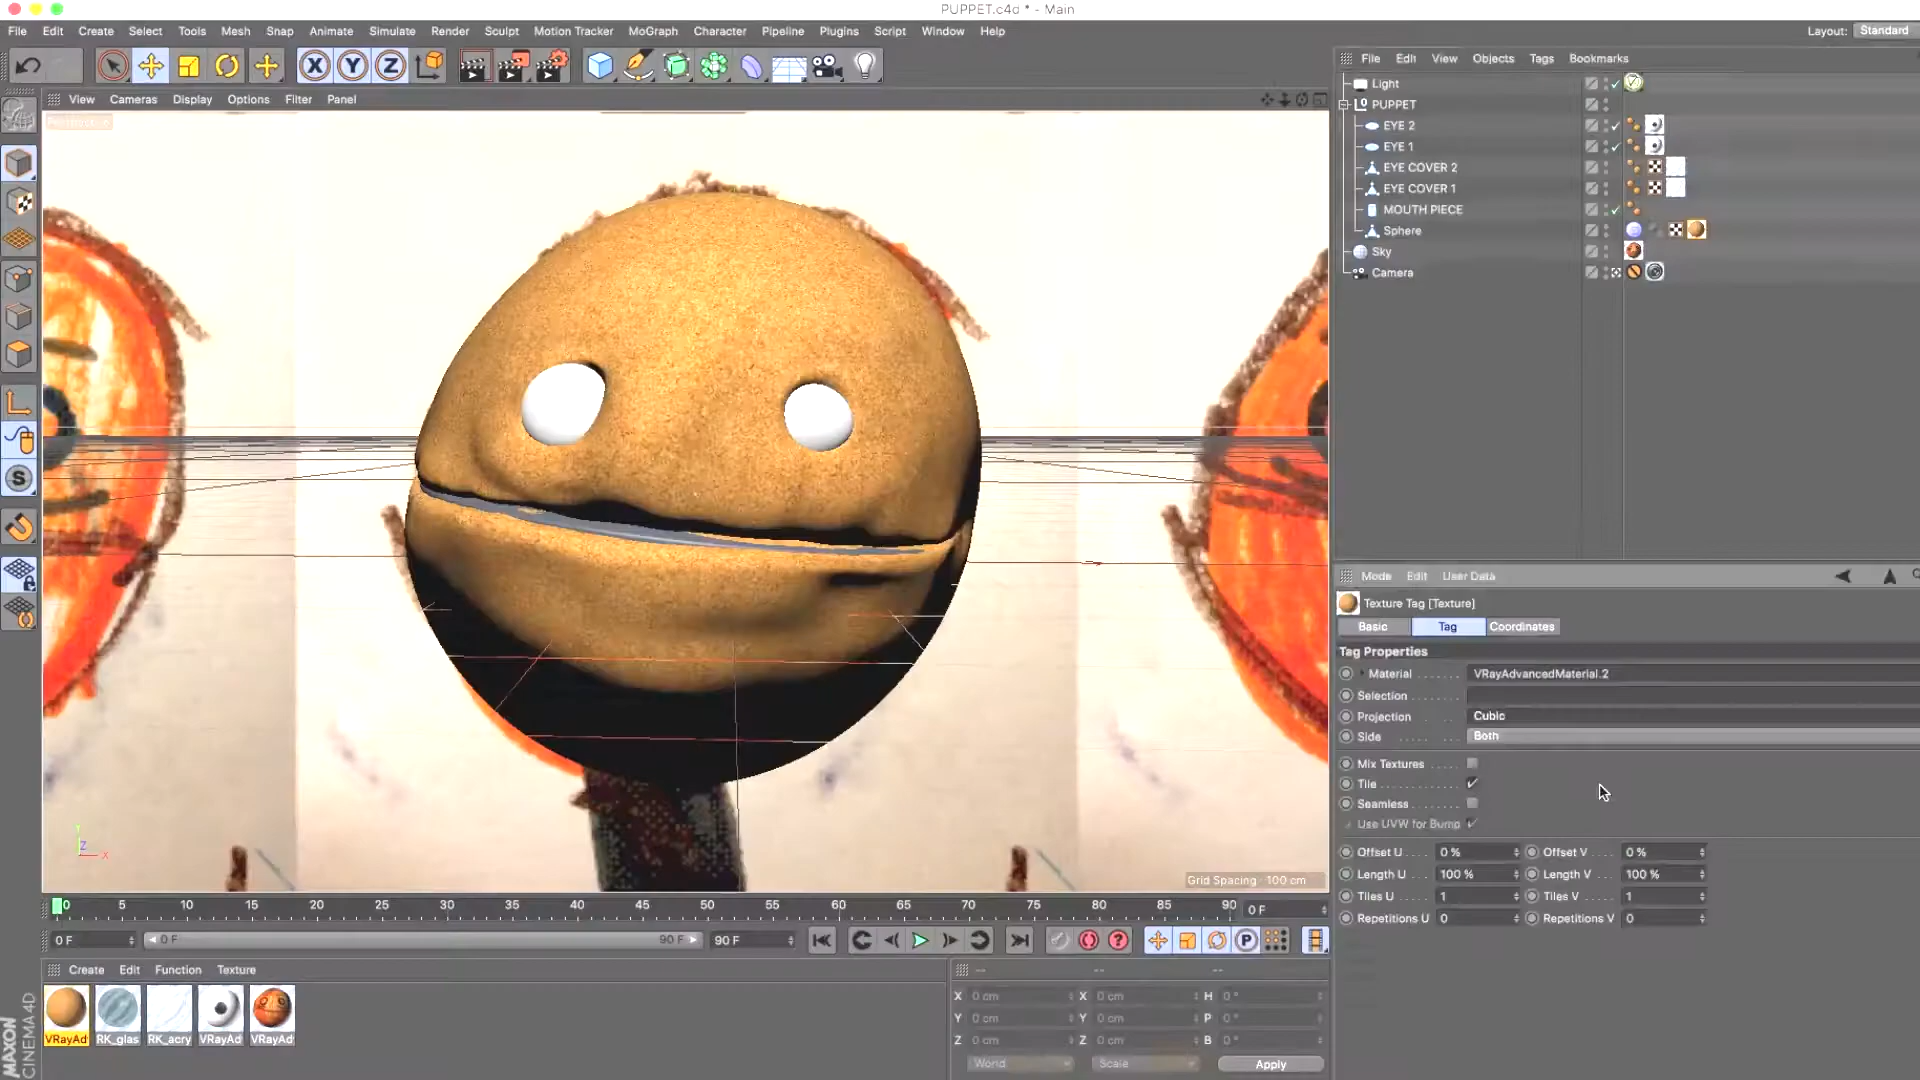 PUPPET.c4d * - Main
File Edit Create Select Tools Mesh Snap Animate Simulate Render Sculpt Motion Tracker MoGraph Character Pipeline Plugins Script Window Help
Layout: Standard
X Y Z
File Edit View Objects Tags Bookmarks
View Cameras Display Options Filter Panel
Light
PUPPET
EYE 2
EYE 1
EYE COVER 2
EYE COVER 1
MOUTH PIECE
Sphere
Sky
Camera
Mode Edit User Data
Texture Tag [Texture]
Basic Tag Coordinates
Tag Properties
Material VRayAdvancedMaterial.2
Selection
Projection Cubic
Side Both
Mix Textures
Tile
Seamless
Use UVW for Bump
Offset U 0 % Offset V 0 %
Length U 100 % Length V 100 %
Tiles U 1 Tiles V 1
Repetitions U 0 Repetitions V 0
Y
Z
X
Grid Spacing : 100 cm
0 5 10 15 20 25 30 35 40 45 50 55 60 65 70 75 80 85 90 0 F
0 F 0 F 90 F 90 F
Create Edit Function Texture
VRayAd RK_glas RK_acry VRayAd VRayAd
-- -- --
X 0 cm X 0 cm H 0 °
Y 0 cm Y 0 cm P 0 °
Z 0 cm Z 0 cm B 0 °
World Scale Apply
MAXON
CINEMA4D